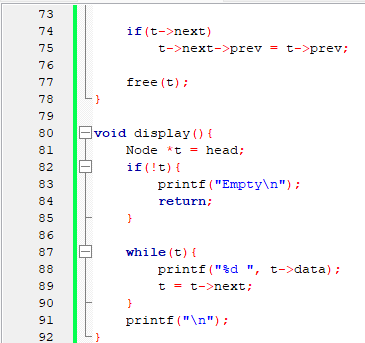 73
74 if(t->next)
75 t->next->prev = t->prev;
76
77 free(t);
78 }
79
80 void display(){
81 Node *t = head;
82 if(!t){
83 printf("Empty\n");
84 return;
85 }
86
87 while(t){
88 printf("%d ", t->data);
89 t = t->next;
90 }
91 printf("\n");
92 }